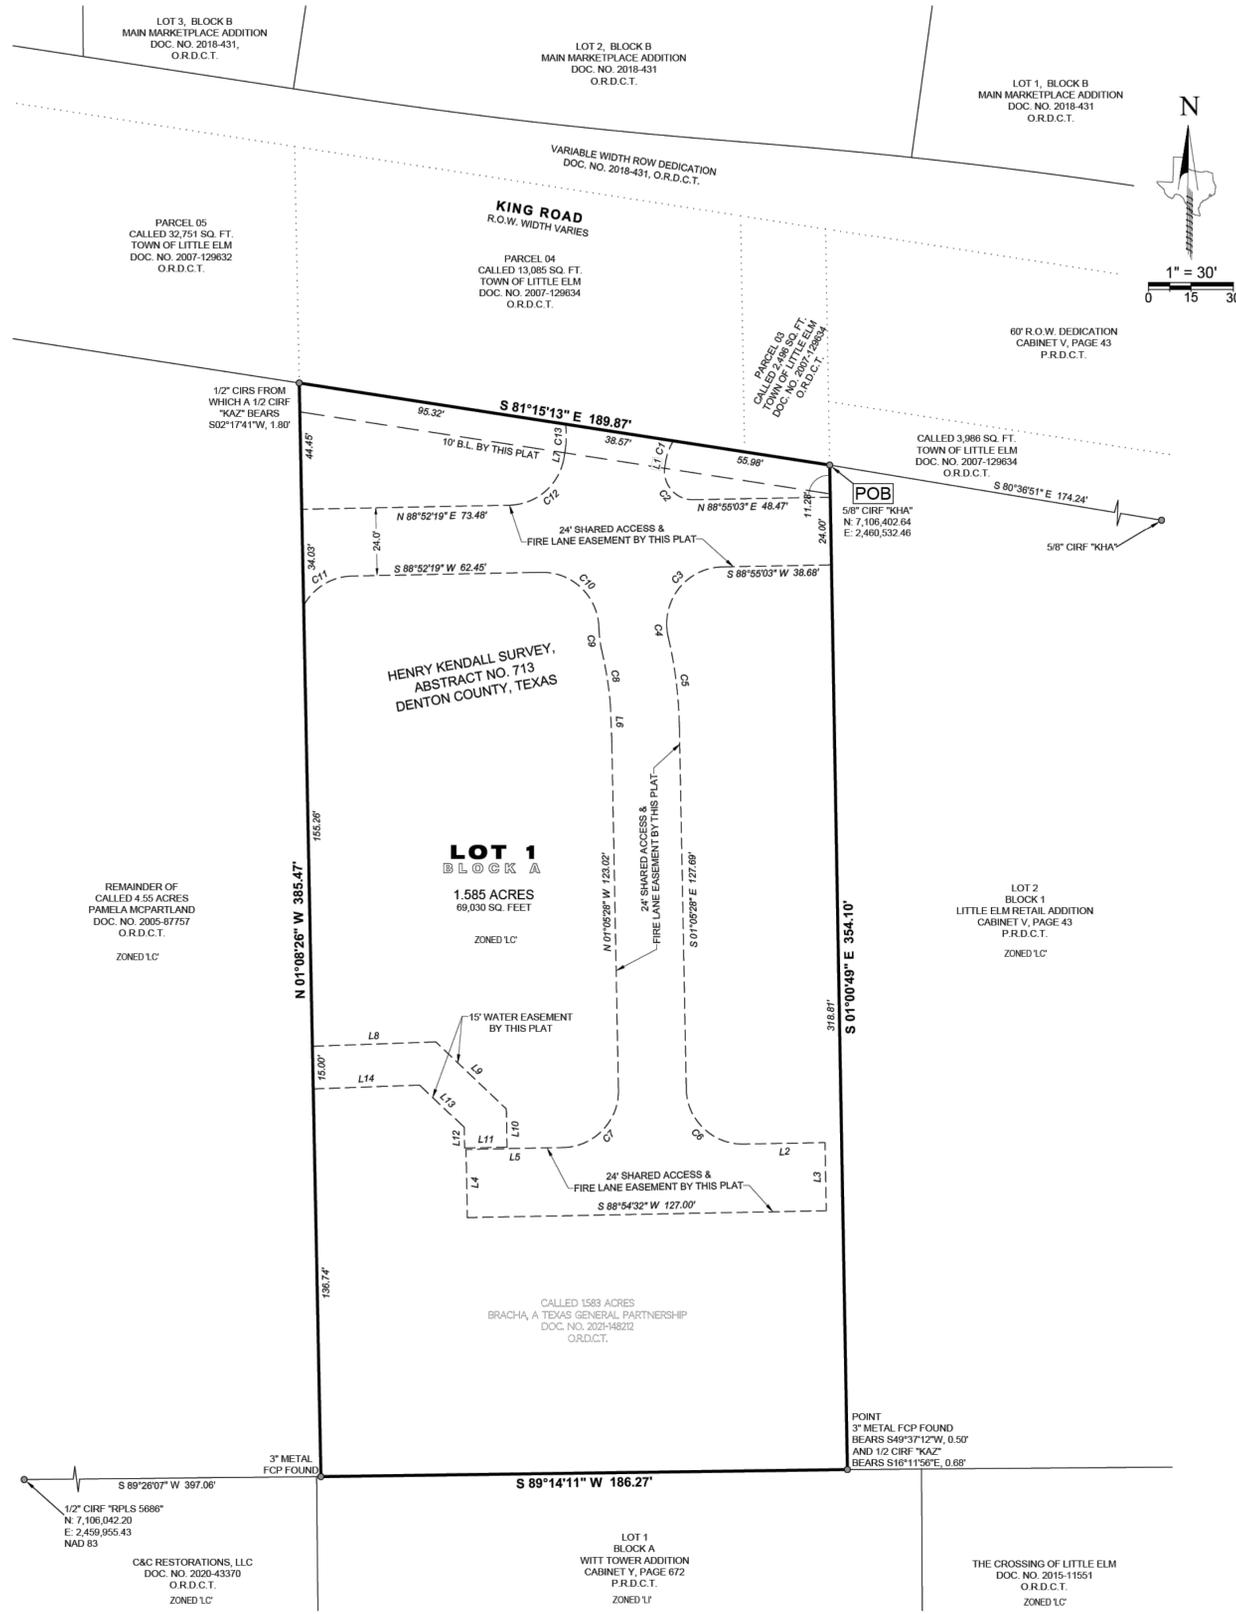 LOT 3, BLOCK B
MAIN MARKETPLACE ADDITION
DOC. NO. 2018-431,
O.R.D.C.T.
LOT 2, BLOCK B
MAIN MARKETPLACE ADDITION
DOC. NO. 2018-431
O.R.D.C.T.
LOT 1, BLOCK B
MAIN MARKETPLACE ADDITION
DOC. NO. 2018-431
O.R.D.C.T.
N
1" = 30'
0 15 30
VARIABLE WIDTH ROW DEDICATION
DOC. NO. 2018-431, O.R.D.C.T.
KING ROAD
R.O.W. WIDTH VARIES
PARCEL 05
CALLED 32,751 SQ. FT.
TOWN OF LITTLE ELM
DOC. NO. 2007-129632
O.R.D.C.T.
PARCEL 04
CALLED 13,085 SQ. FT.
TOWN OF LITTLE ELM
DOC. NO. 2007-129634
O.R.D.C.T.
PARCEL 03
CALLED 2,496 SQ. FT.
TOWN OF LITTLE ELM
DOC. NO. 2007-129634
O.R.D.C.T.
60' R.O.W. DEDICATION
CABINET V, PAGE 43
P.R.D.C.T.
1/2" CIRS FROM
WHICH A 1/2 CIRF
"KAZ" BEARS
S02°17'41"W, 1.80'
S 81°15'13" E 189.87'
95.32'
38.57'
55.98'
10' B.L. BY THIS PLAT
C13
L7
C12
L1
C1
C2
44.45'
CALLED 3,986 SQ. FT.
TOWN OF LITTLE ELM
DOC. NO. 2007-129634
O.R.D.C.T.
S 80°36'51" E 174.24'
POB
5/8" CIRF "KHA"
N: 7,106,402.64
E: 2,460,532.46
5/8" CIRF "KHA"
11.28'
24.00'
N 88°52'19" E 73.48'
N 88°55'03" E 48.47'
24' SHARED ACCESS &
FIRE LANE EASEMENT BY THIS PLAT
24.0'
34.03'
C11
S 88°52'19" W 62.45'
C10
C3
S 88°55'03" W 38.68'
C9
C4
C8
C5
L6
HENRY KENDALL SURVEY,
ABSTRACT NO. 713
DENTON COUNTY, TEXAS
155.26'
N 01°08'26" W 385.47'
LOT 1
BLOCK A
1.585 ACRES
69,030 SQ. FEET
ZONED 'LC'
N 01°05'28" W 123.02'
24' SHARED ACCESS &
FIRE LANE EASEMENT BY THIS PLAT
S 01°05'28" E 127.69'
S 01°00'49" E 354.10'
318.81'
REMAINDER OF
CALLED 4.55 ACRES
PAMELA MCPARTLAND
DOC. NO. 2005-87757
O.R.D.C.T.
ZONED 'LC'
LOT 2
BLOCK 1
LITTLE ELM RETAIL ADDITION
CABINET V, PAGE 43
P.R.D.C.T.
ZONED 'LC'
15' WATER EASEMENT
BY THIS PLAT
L8
L9
15.00'
L14
L13
L12
L11
L10
L5
C7
C6
L2
L4
L3
24' SHARED ACCESS &
FIRE LANE EASEMENT BY THIS PLAT
S 88°54'32" W 127.00'
136.74'
CALLED 1.583 ACRES
BRACHA, A TEXAS GENERAL PARTNERSHIP
DOC. NO. 2021-148212
O.R.D.C.T.
POINT
3" METAL FCP FOUND
BEARS S49°37'12"W, 0.50'
AND 1/2 CIRF "KAZ"
BEARS S16°11'56"E, 0.68'
3" METAL
FCP FOUND
S 89°26'07" W 397.06'
S 89°14'11" W 186.27'
1/2" CIRF "RPLS 5686"
N: 7,106,042.20
E: 2,459,955.43
NAD 83
C&C RESTORATIONS, LLC
DOC. NO. 2020-43370
O.R.D.C.T.
ZONED 'LC'
LOT 1
BLOCK A
WITT TOWER ADDITION
CABINET Y, PAGE 672
P.R.D.C.T.
ZONED 'LI'
THE CROSSING OF LITTLE ELM
DOC. NO. 2015-11551
O.R.D.C.T.
ZONED 'LC'